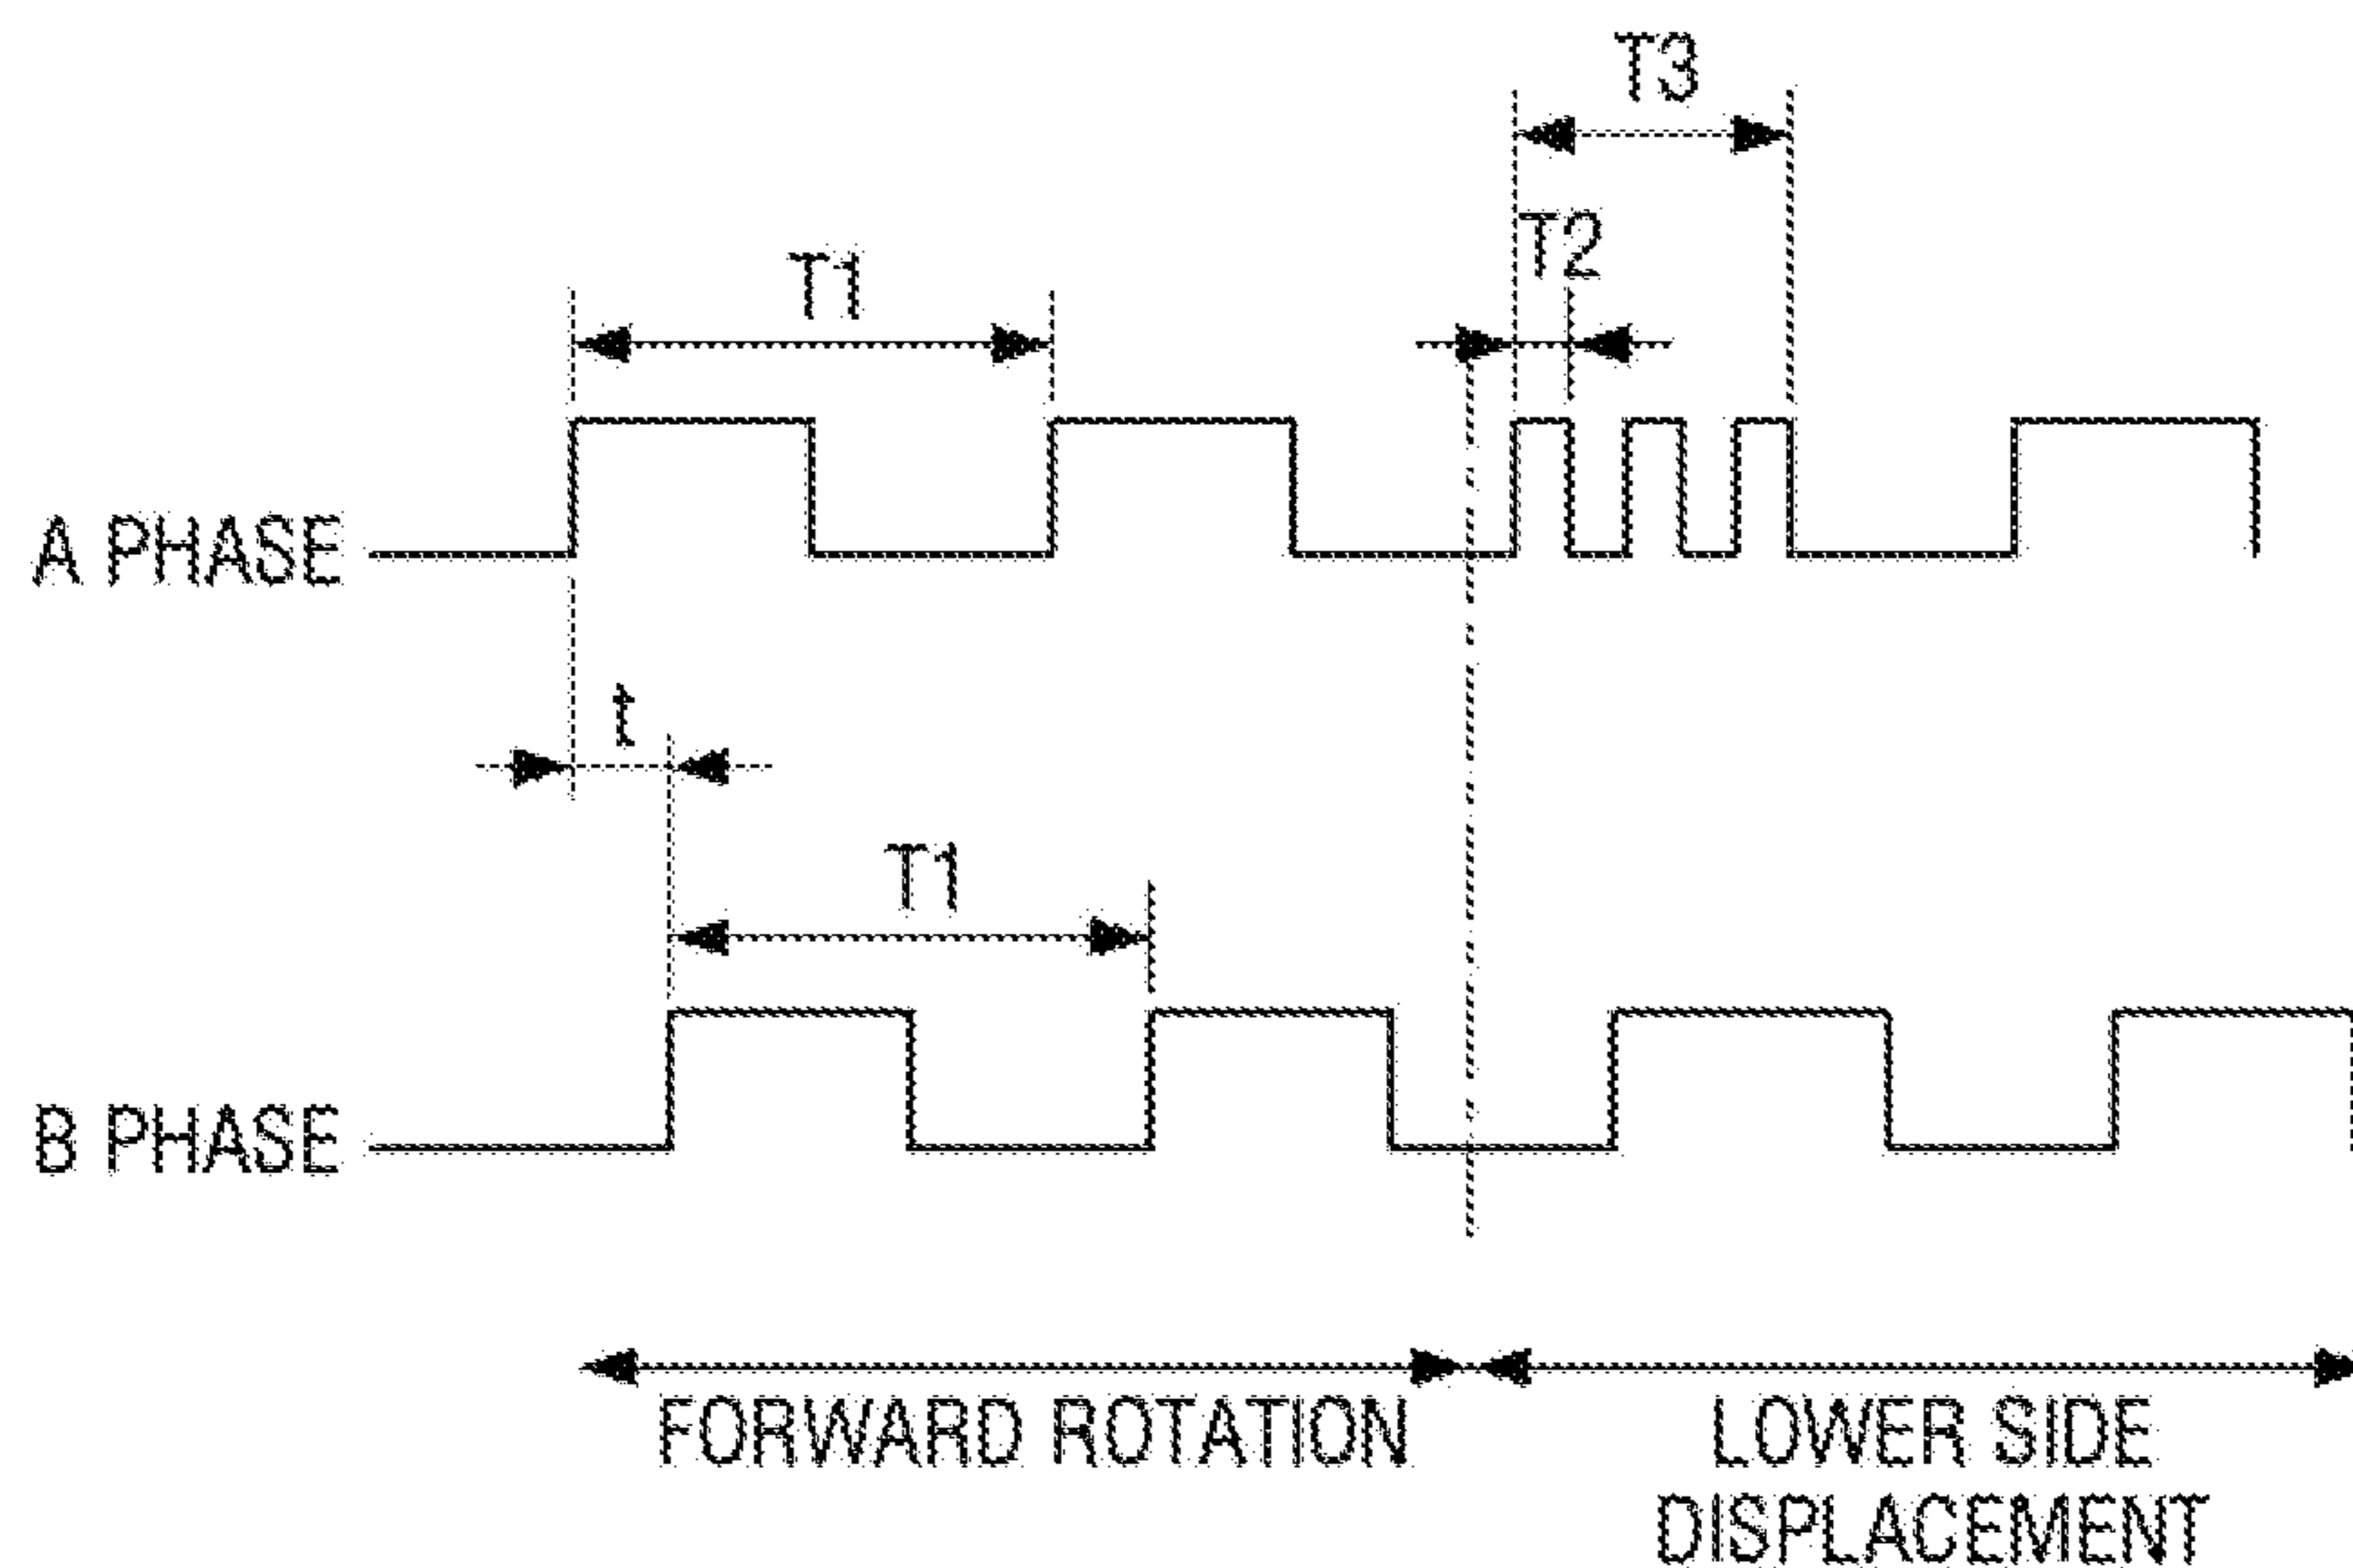 T3
T2
T1
A PHASE
t
T1
B PHASE
FORWARD ROTATION
LOWER SIDE
DISPLACEMENT